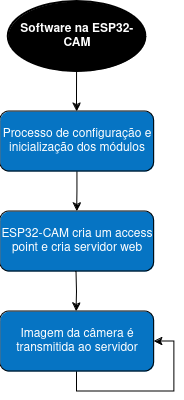 Software na ESP32-
CAM
Processo de configuração e
inicialização dos módulos
ESP32-CAM cria um access
point e cria servidor web
Imagem da câmera é
transmitida ao servidor